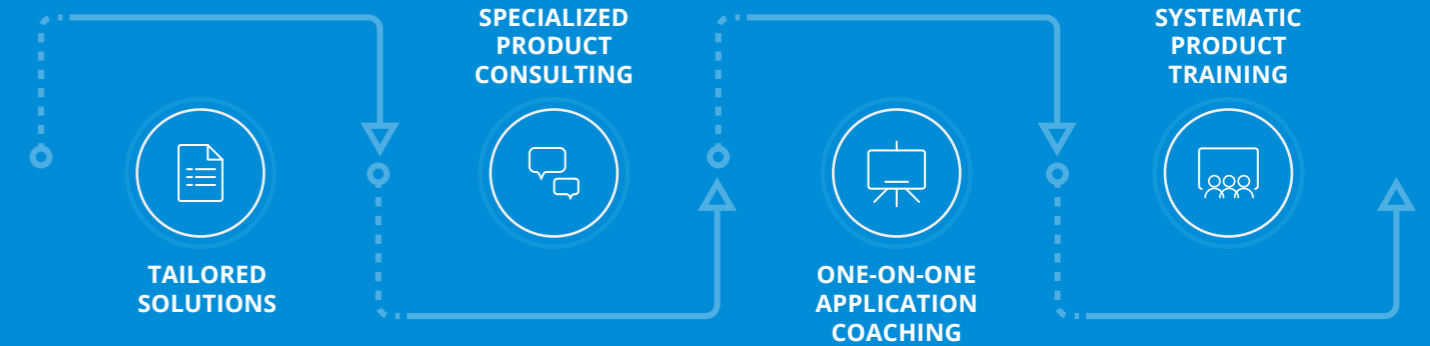 TAILORED
SOLUTIONS
SPECIALIZED
PRODUCT
CONSULTING
ONE-ON-ONE
APPLICATION
COACHING
SYSTEMATIC
PRODUCT
TRAINING